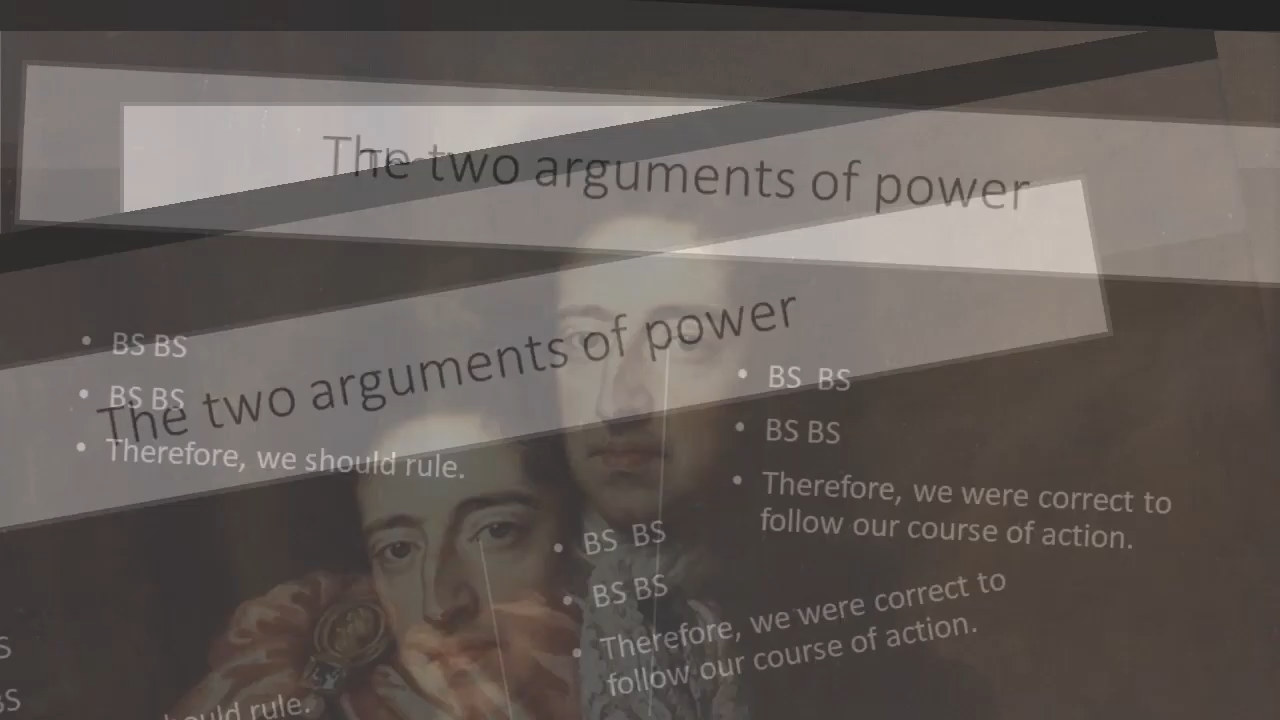 The two arguments of power
• BS BS
• BS BS
• Therefore, we should rule.
• BS BS
• BS BS
• Therefore, we were correct to
follow our course of action.
The two arguments of power
BS
should rule.
• BS BS
• BS BS
• Therefore, we were correct to
follow our course of action.